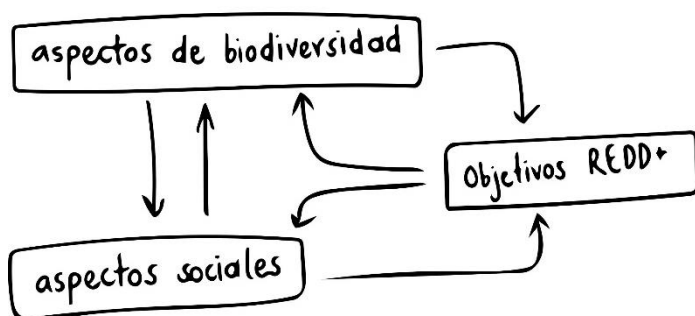 aspectos de biodiversidad
Objetivos REDD+
aspectos sociales